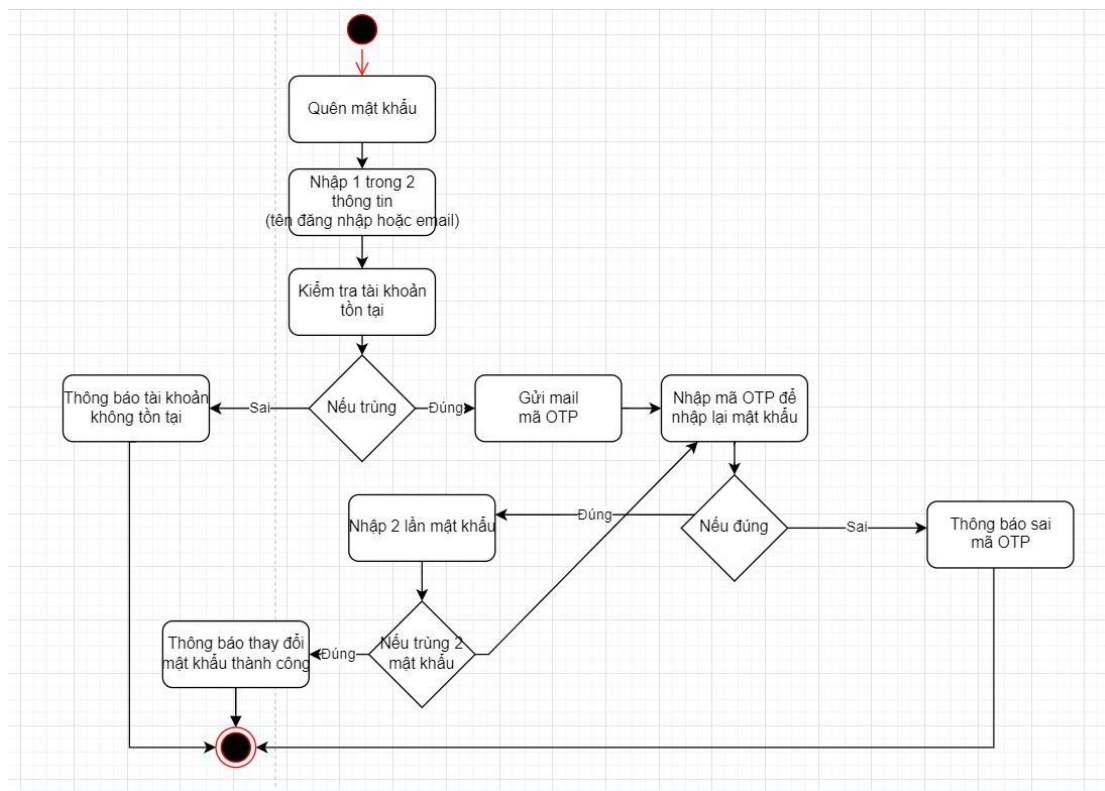 Quên mật khẩu
Nhập 1 trong 2
thông tin
(tên đăng nhập hoặc email)
Kiểm tra tài khoản
tồn tại
Thông báo tài khoản
không tồn tại
Sai
Nếu trùng
Đúng
Gửi mail
mã OTP
Nhập mã OTP để
nhập lại mật khẩu
Nhập 2 lần mật khẩu
Đúng
Nếu đúng
Sai
Thông báo sai
mã OTP
Thông báo thay đổi
mật khẩu thành công
Đúng
Nếu trùng 2
mật khẩu